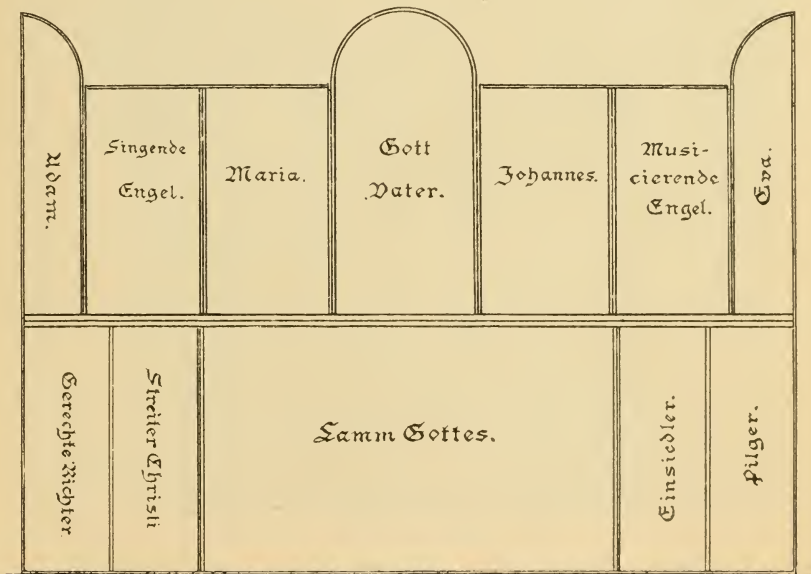 Adam.
Singende
Engel.
Maria.
Gott
Vater.
Johannes.
Musi-
cierende
Engel.
Eva.
Gerechte Richter
Streiter Christi
Lamm Gottes.
Einsiedler.
Pilger.